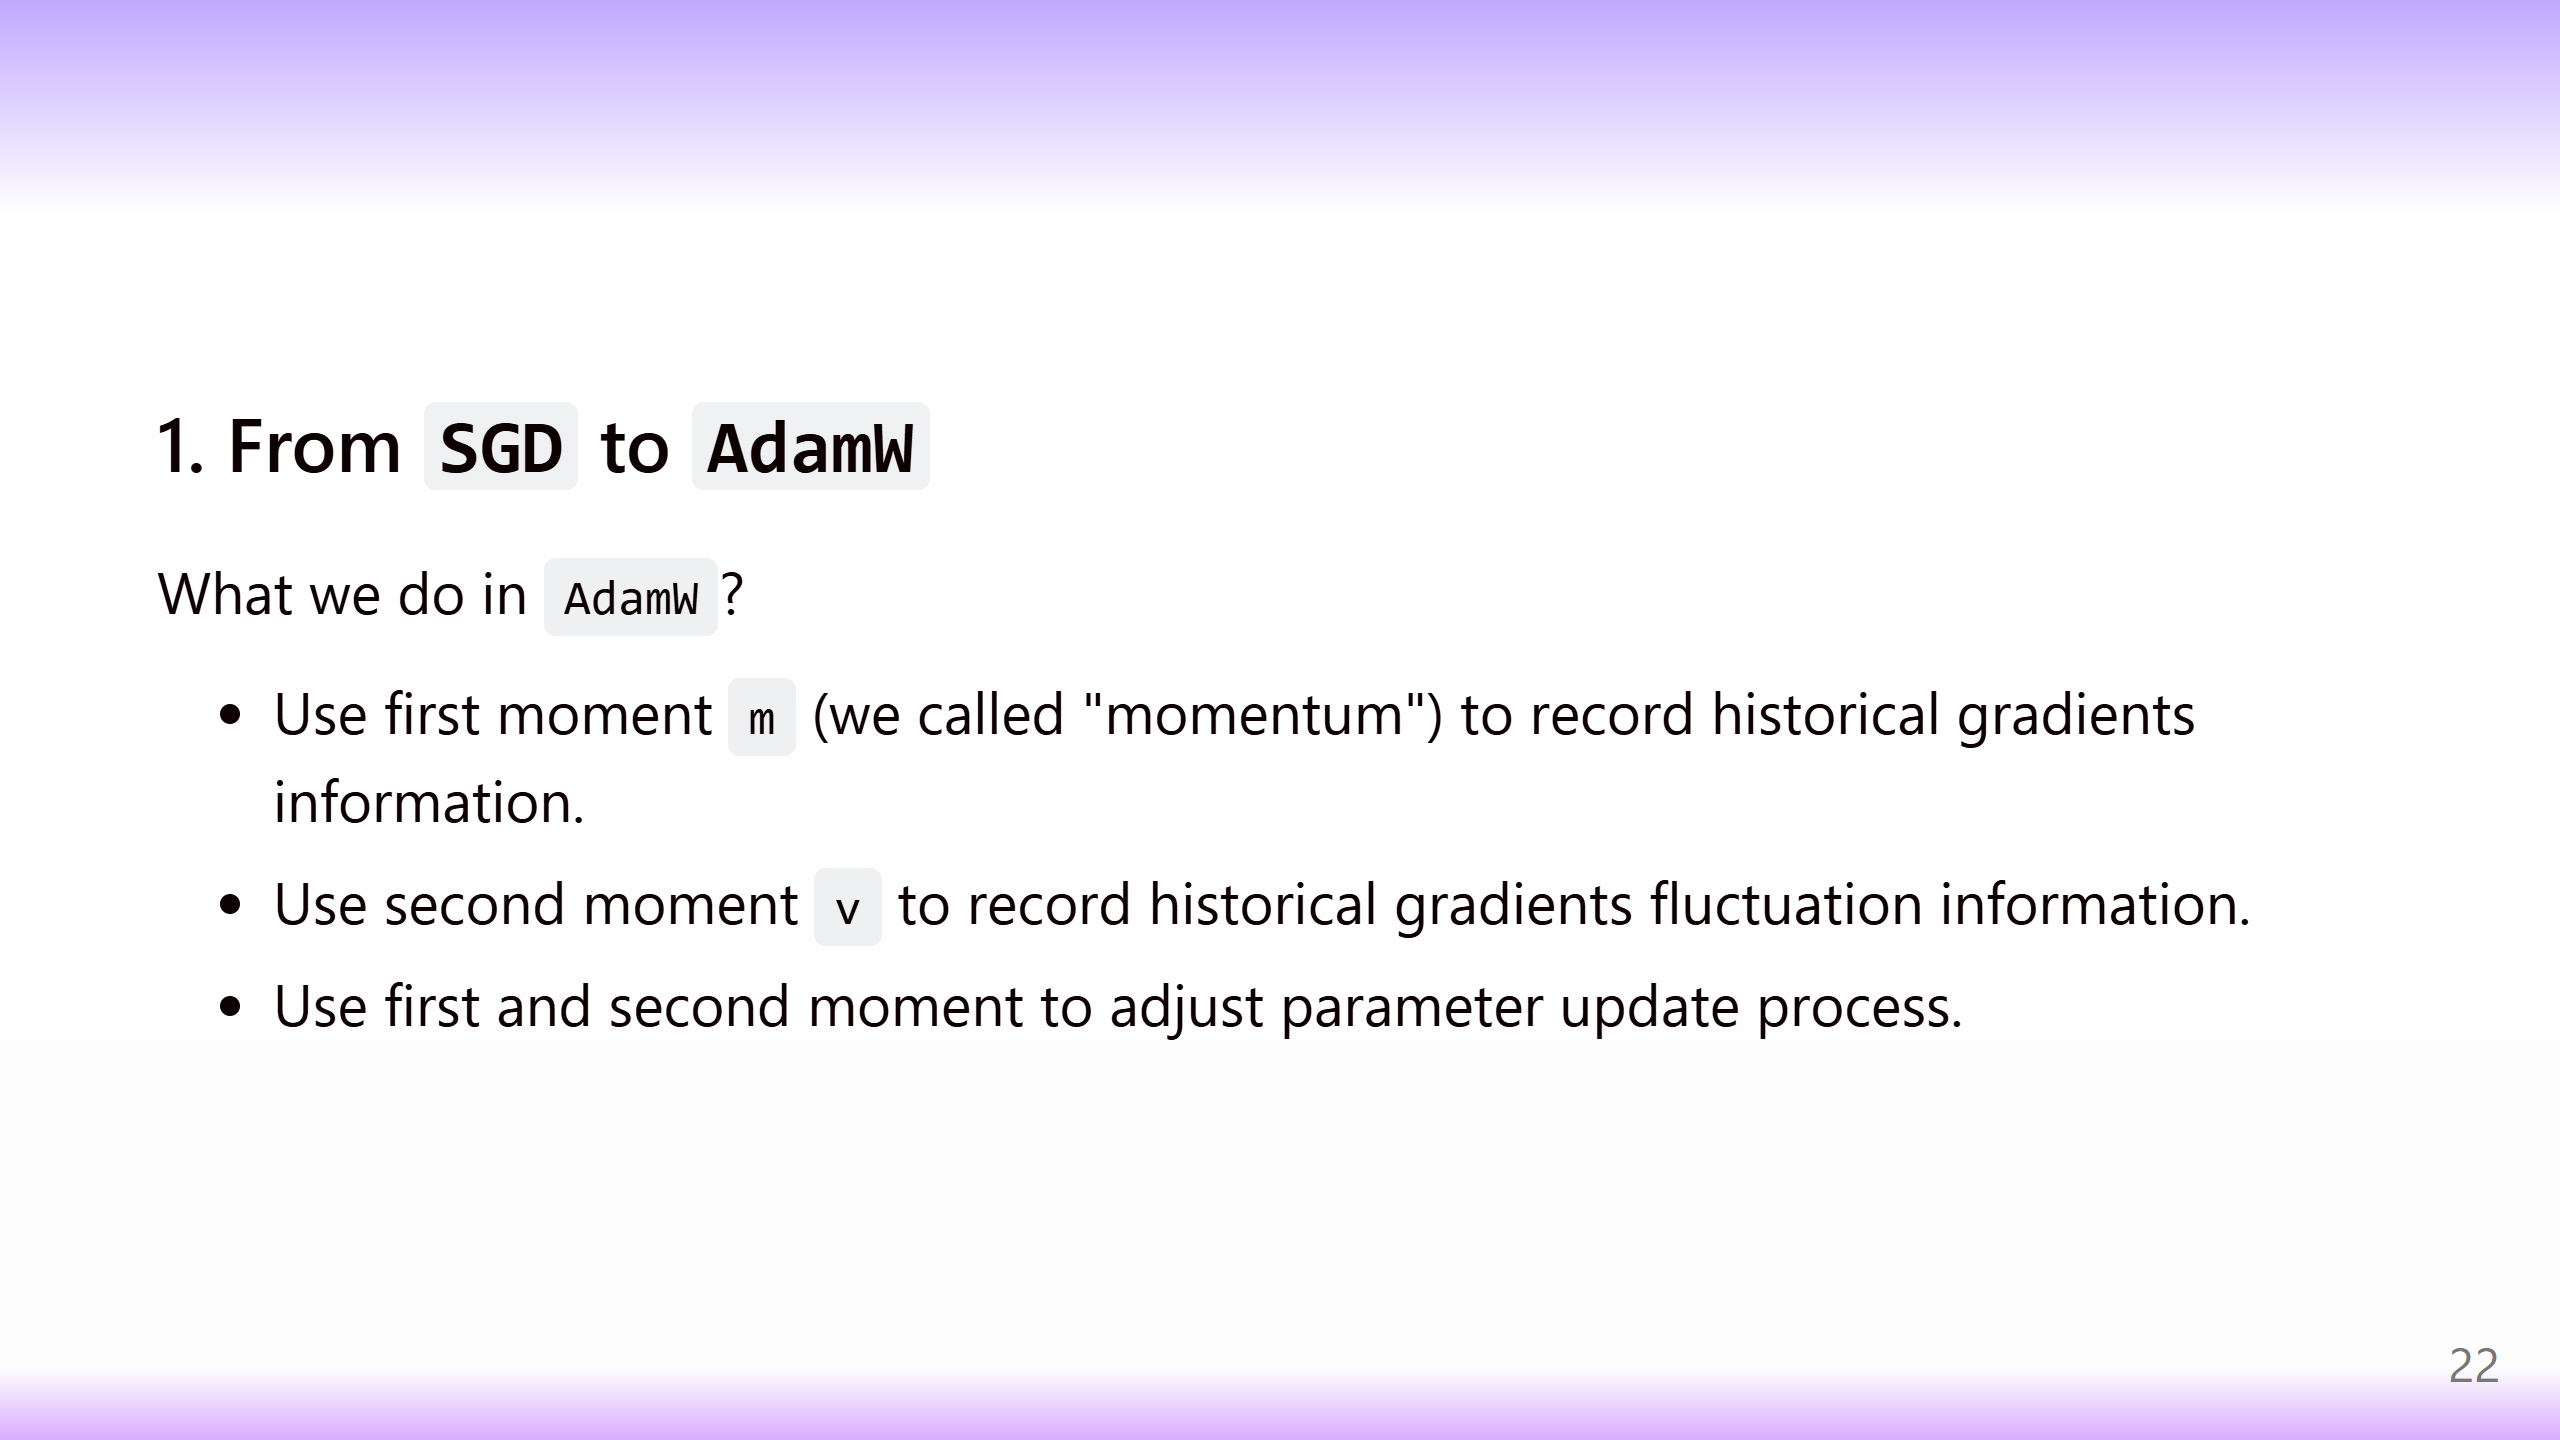 1. From SGD to AdamW
What we do in AdamW?
• Use first moment m (we called "momentum") to record historical gradients
information.
• Use second moment v to record historical gradients fluctuation information.
• Use first and second moment to adjust parameter update process.
22